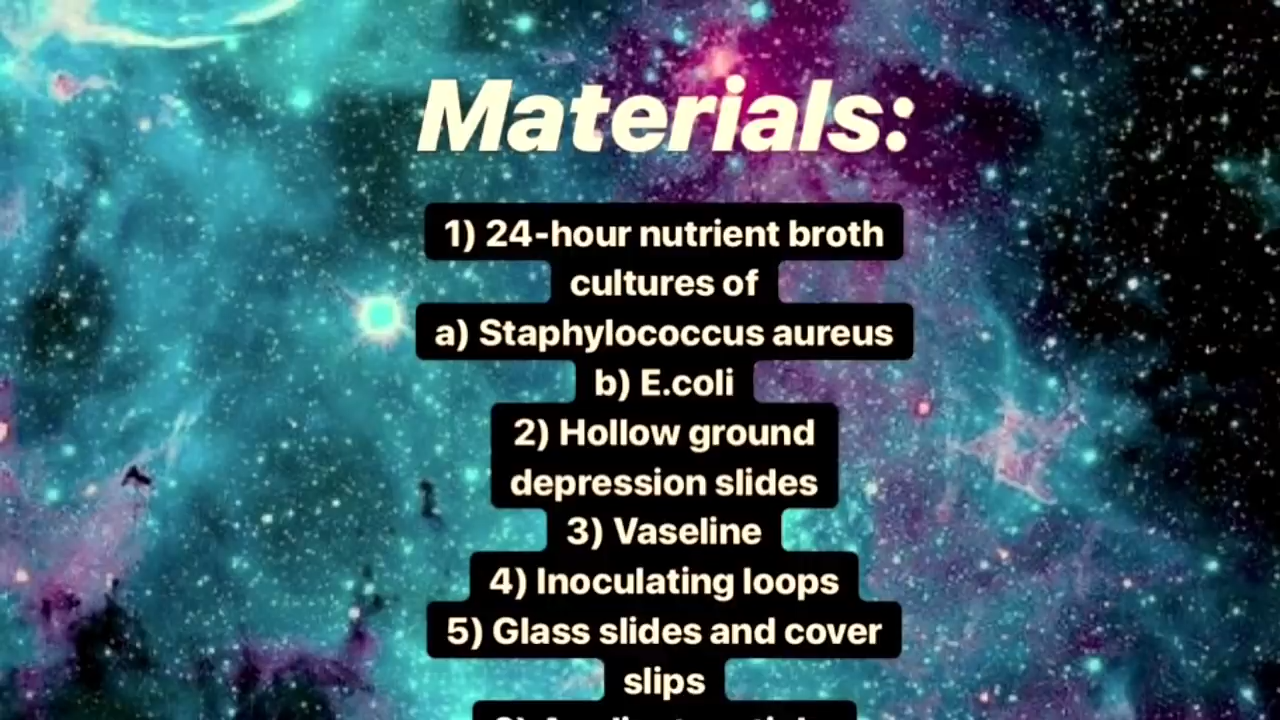 Materials:
1) 24-hour nutrient broth
cultures of
a) Staphylococcus aureus
b) E.coli
2) Hollow ground
depression slides
3) Vaseline
4) Inoculating loops
5) Glass slides and cover
slips